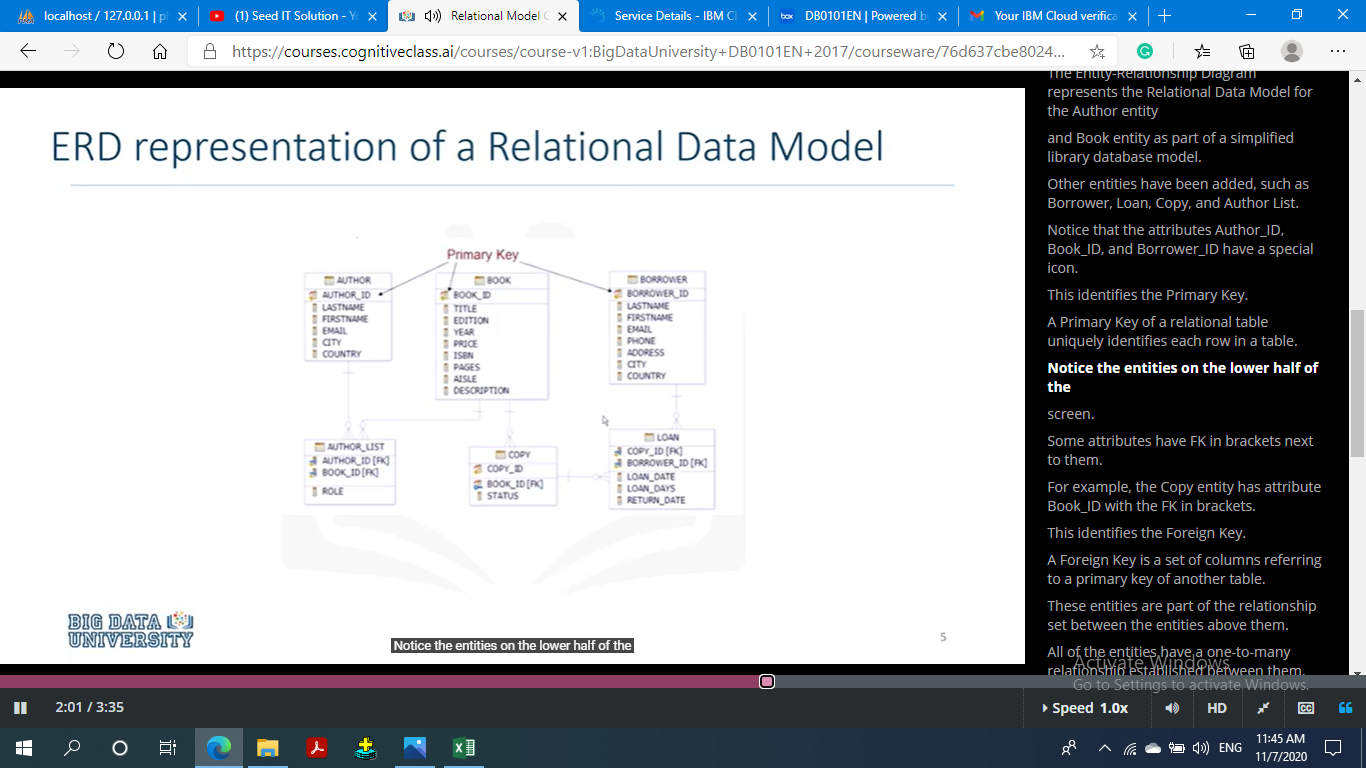 localhost / 127.0.0.1 | pl
(1) Seed IT Solution - Yo
Relational Model C
Service Details - IBM Cl
DB0101EN | Powered b
Your IBM Cloud verifica
https://courses.cognitiveclass.ai/courses/course-v1:BigDataUniversity+DB0101EN+2017/courseware/76d637cbe8024...
ERD representation of a Relational Data Model
Primary Key
AUTHOR
AUTHOR_ID
LASTNAME
FIRSTNAME
EMAIL
CITY
COUNTRY
BOOK
BOOK_ID
TITLE
EDITION
YEAR
PRICE
ISBN
PAGES
AISLE
DESCRIPTION
BORROWER
BORROWER_ID
LASTNAME
FIRSTNAME
EMAIL
PHONE
ADDRESS
CITY
COUNTRY
AUTHOR_LIST
AUTHOR_ID [FK]
BOOK_ID [FK]
ROLE
COPY
COPY_ID
BOOK_ID [FK]
STATUS
LOAN
COPY_ID [FK]
BORROWER_ID [FK]
LOAN_DATE
LOAN_DAYS
RETURN_DATE
BIG DATA
UNIVERSITY
Notice the entities on the lower half of the
5
The Entity-Relationship Diagram
represents the Relational Data Model for
the Author entity
and Book entity as part of a simplified
library database model.
Other entities have been added, such as
Borrower, Loan, Copy, and Author List.
Notice that the attributes Author_ID,
Book_ID, and Borrower_ID have a special
icon.
This identifies the Primary Key.
A Primary Key of a relational table
uniquely identifies each row in a table.
Notice the entities on the lower half of
the
screen.
Some attributes have FK in brackets next
to them.
For example, the Copy entity has attribute
Book_ID with the FK in brackets.
This identifies the Foreign Key.
A Foreign Key is a set of columns referring
to a primary key of another table.
These entities are part of the relationship
set between the entities above them.
All of the entities have a one-to-many
relationship established between them.
Activate Windows
Go to Settings to activate Windows.
2:01 / 3:35
Speed 1.0x
HD
CC
ENG
11:45 AM
11/7/2020